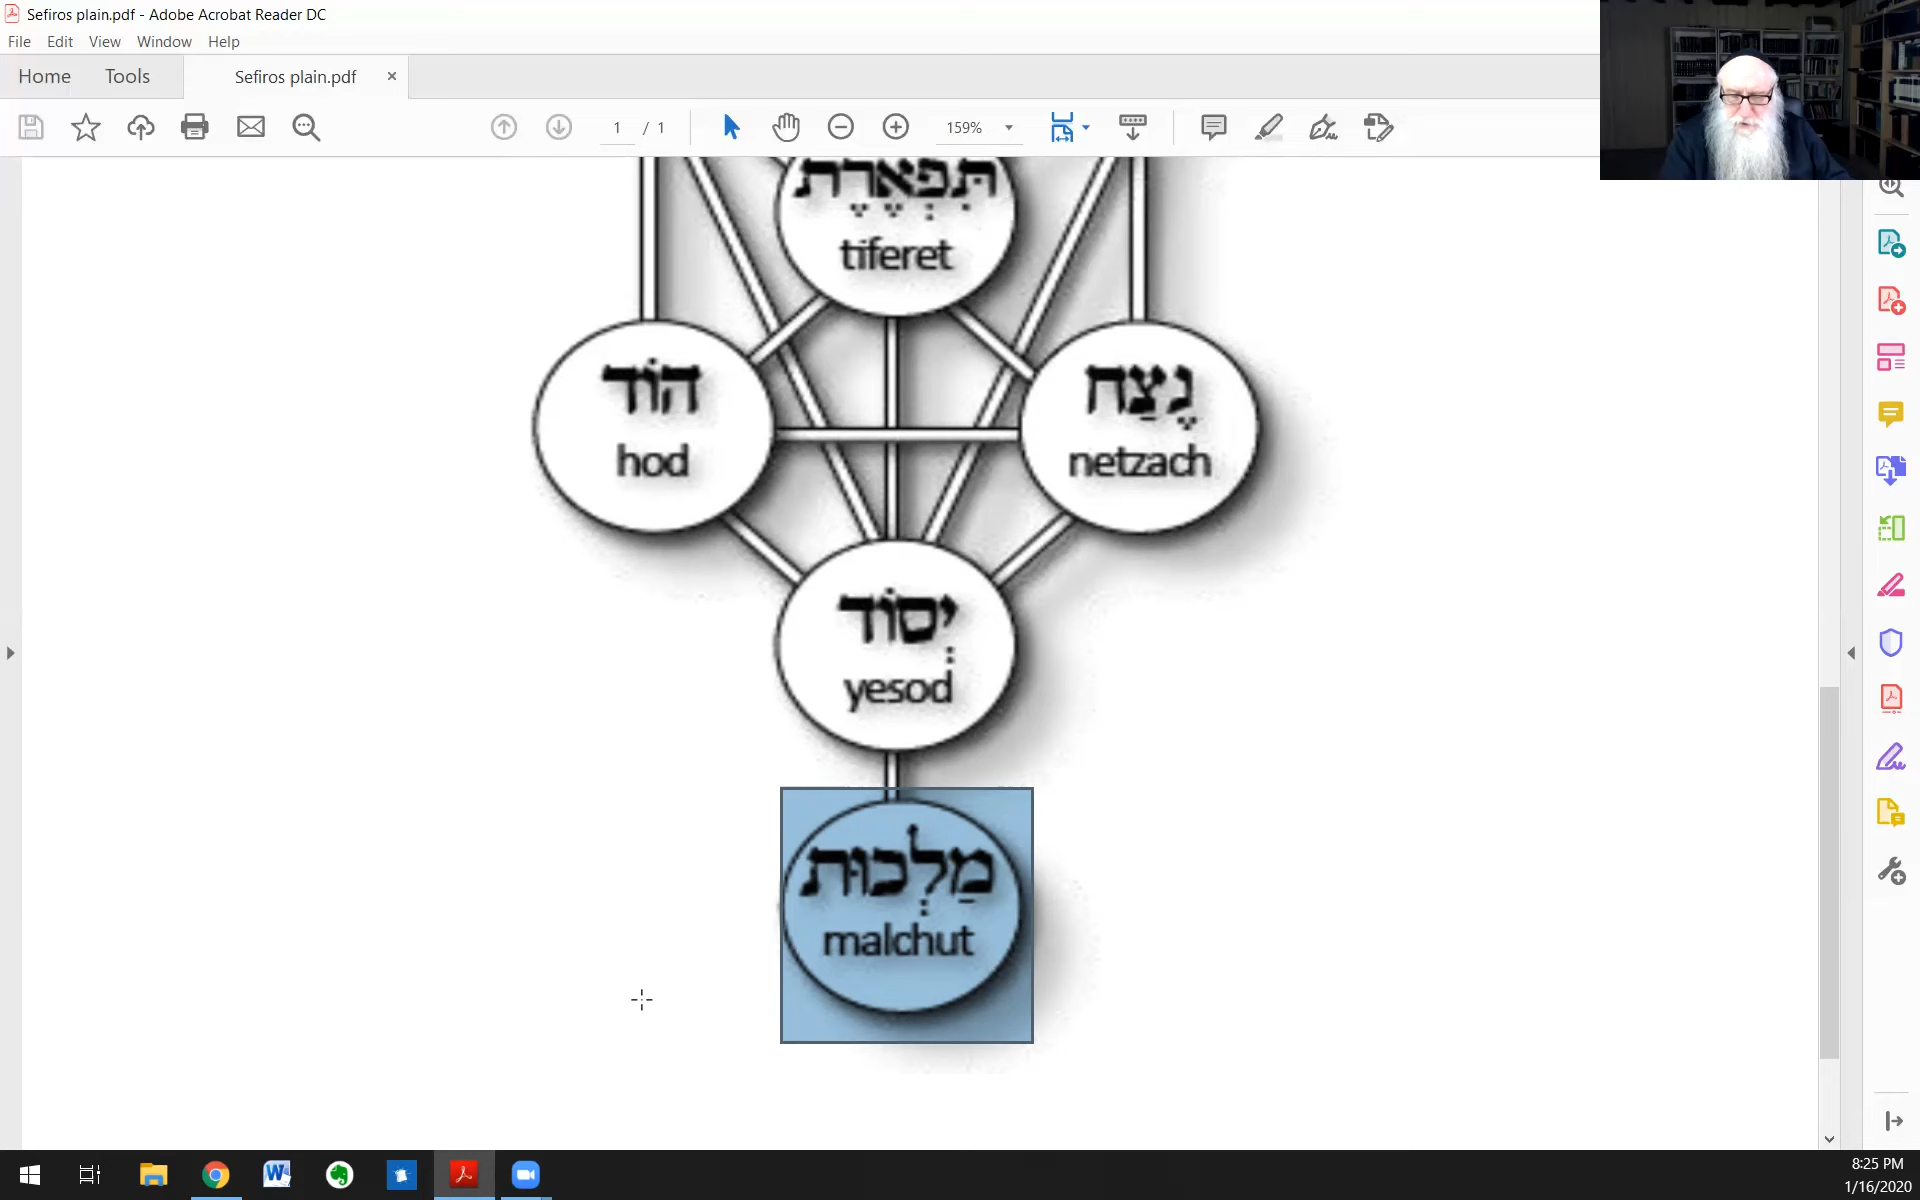 Sefiros plain.pdf - Adobe Acrobat Reader DC
File Edit View Window Help
Home Tools Sefiros plain.pdf ×
1 / 1 159%
תִּפְאֶרֶת
tiferet
הוֹד
hod
נֶצַח
netzach
יְסוֹד
yesod
מַלְכוּת
malchut
8:25 PM
1/16/2020